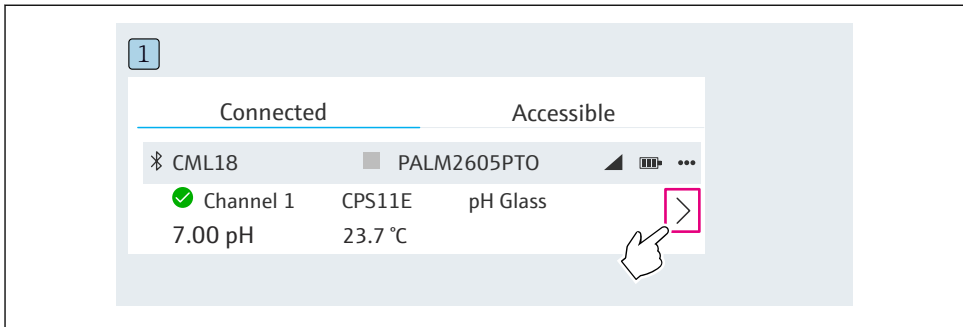 1
Connected Accessible
CML18 PALM2605PTO •••
Channel 1 CPS11E pH Glass
7.00 pH 23.7 °C